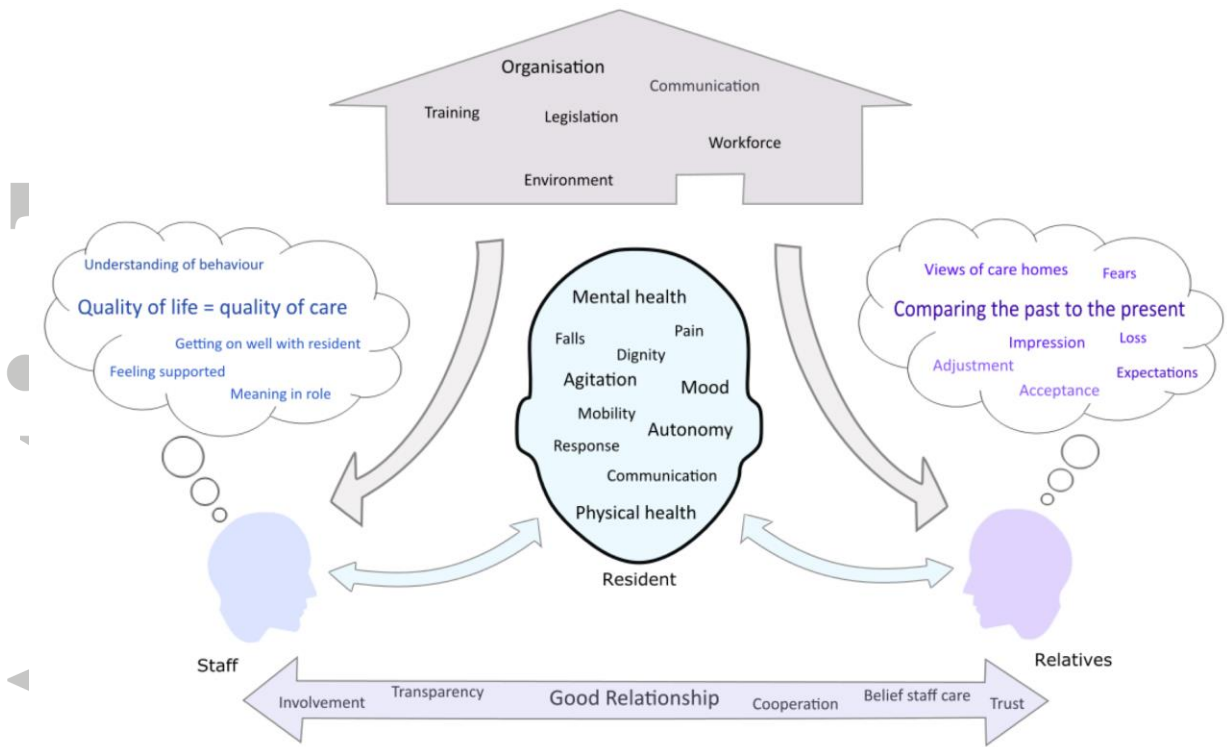 Organisation
Communication
Training
Legislation
Workforce
Environment
Understanding of behaviour
Quality of life = quality of care
Getting on well with resident
Feeling supported
Meaning in role
Mental health
Falls
Pain
Dignity
Agitation
Mood
Mobility
Autonomy
Response
Communication
Physical health
Resident
Views of care homes
Fears
Comparing the past to the present
Impression
Loss
Adjustment
Expectations
Acceptance
Staff
Relatives
Involvement
Transparency
Good Relationship
Cooperation
Belief staff care
Trust